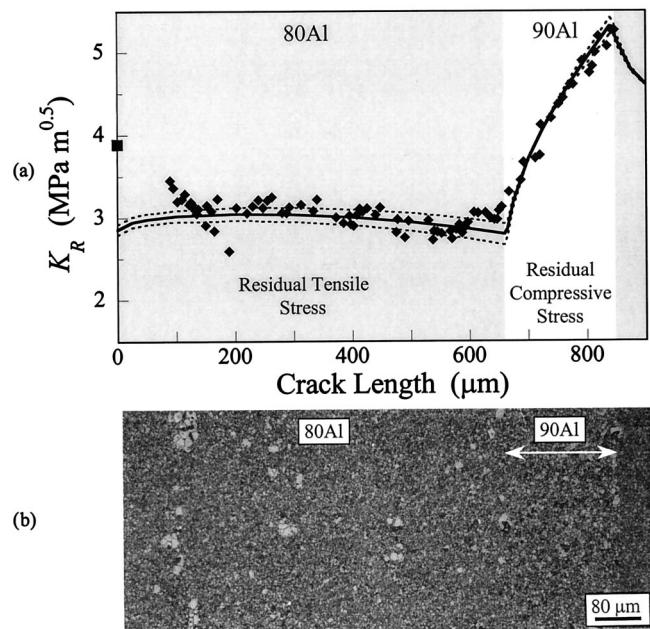 (a)
80Al
90Al
5
4
3
2
K_R (MPa m^0.5)
Residual Tensile
Stress
Residual
Compressive
Stress
0
200
400
600
800
Crack Length (μm)
(b)
80Al
90Al
80 μm